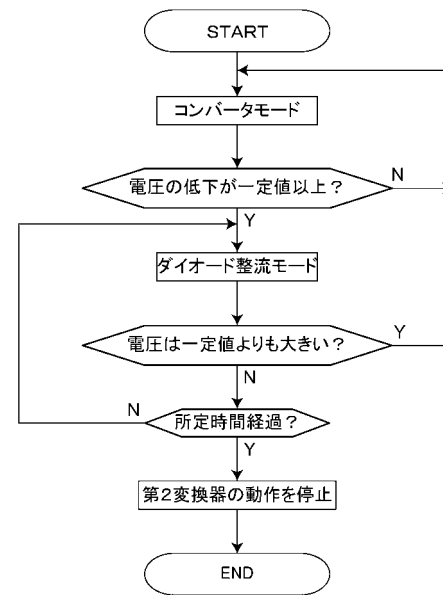 START
コンバータモード
電圧の低下が一定値以上？
N
Y
ダイオード整流モード
電圧は一定値よりも大きい？
Y
N
所定時間経過？
N
Y
第2変換器の動作を停止
END